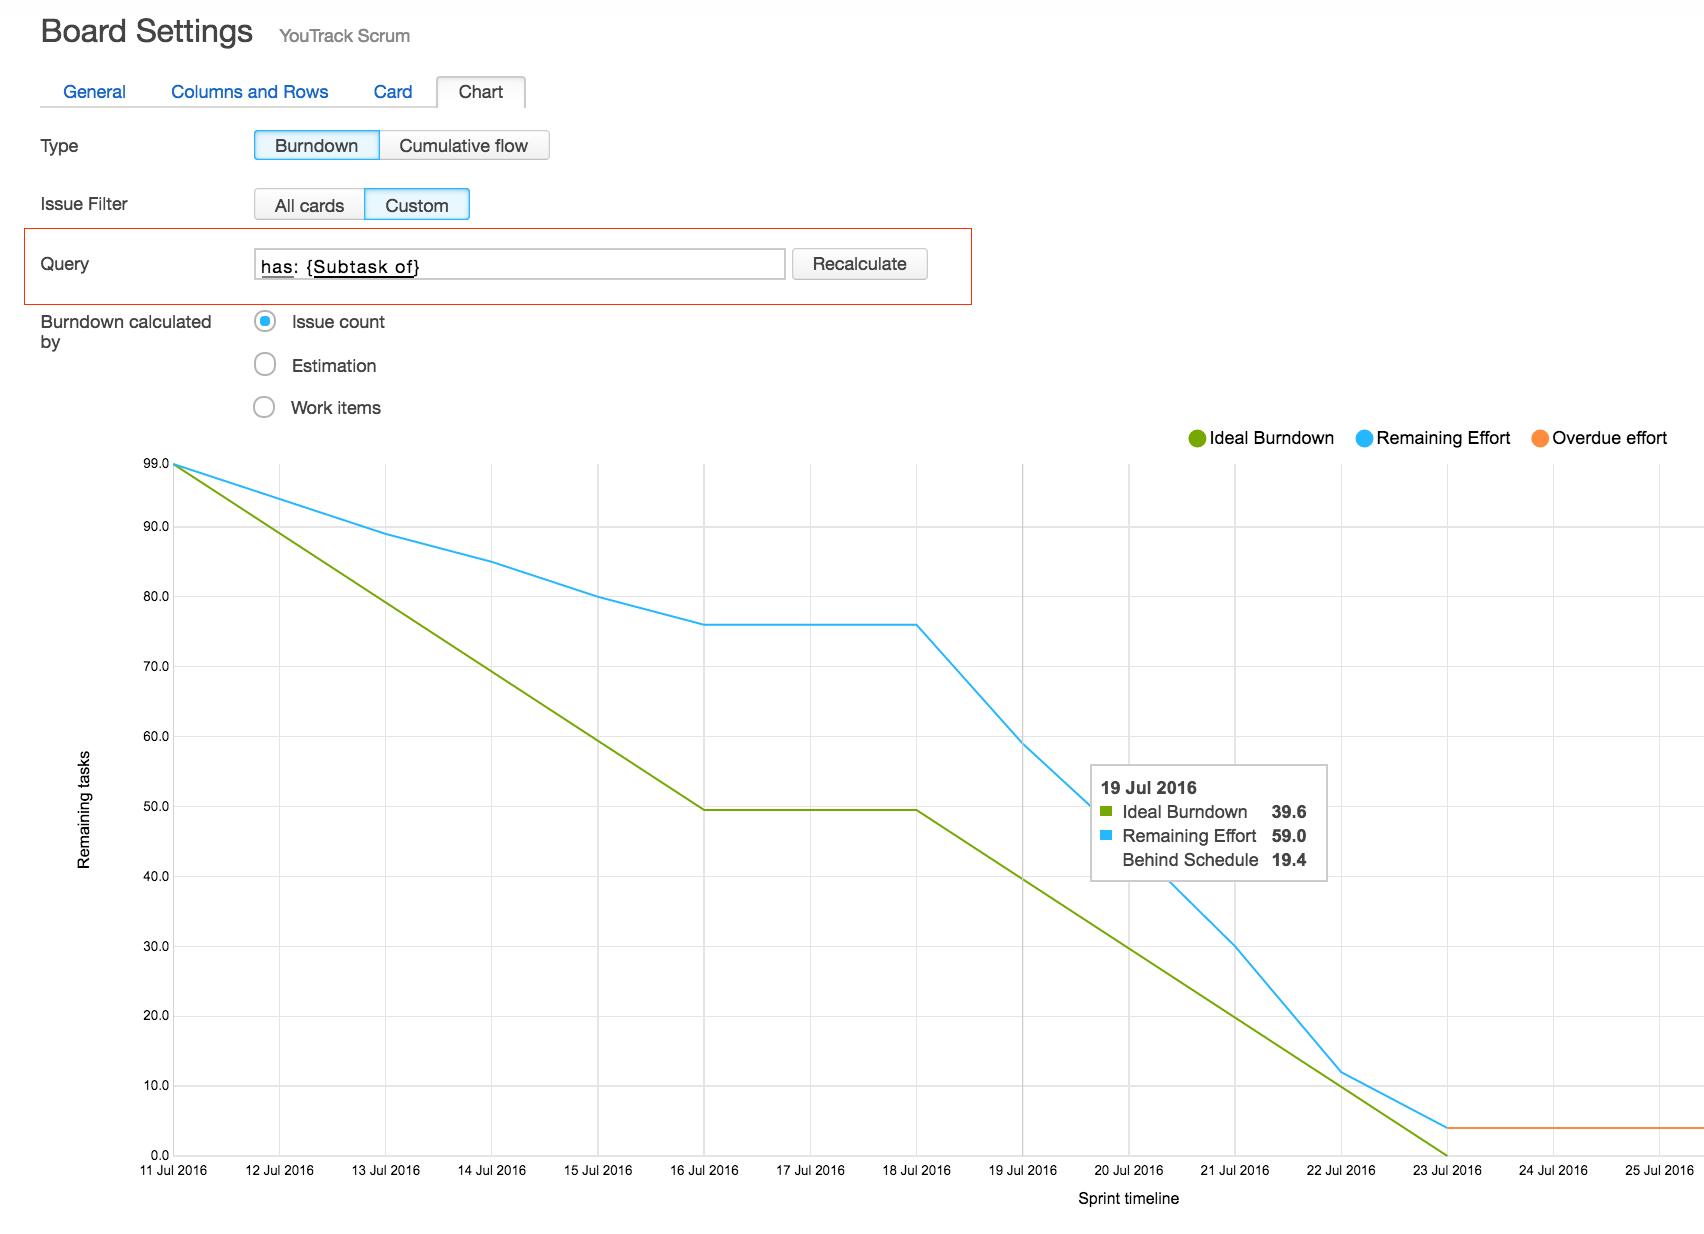 Board Settings YouTrack Scrum
General Columns and Rows Card Chart
Type Burndown Cumulative flow
Issue Filter All cards Custom
Query has: {Subtask of} Recalculate
Burndown calculated by
Issue count
Estimation
Work items
Ideal Burndown Remaining Effort Overdue effort
99.0
90.0
80.0
70.0
60.0
50.0
40.0
30.0
20.0
10.0
0.0
Remaining tasks
19 Jul 2016
Ideal Burndown 39.6
Remaining Effort 59.0
Behind Schedule 19.4
11 Jul 2016 12 Jul 2016 13 Jul 2016 14 Jul 2016 15 Jul 2016 16 Jul 2016 17 Jul 2016 18 Jul 2016 19 Jul 2016 20 Jul 2016 21 Jul 2016 22 Jul 2016 23 Jul 2016 24 Jul 2016 25 Jul 2016
Sprint timeline